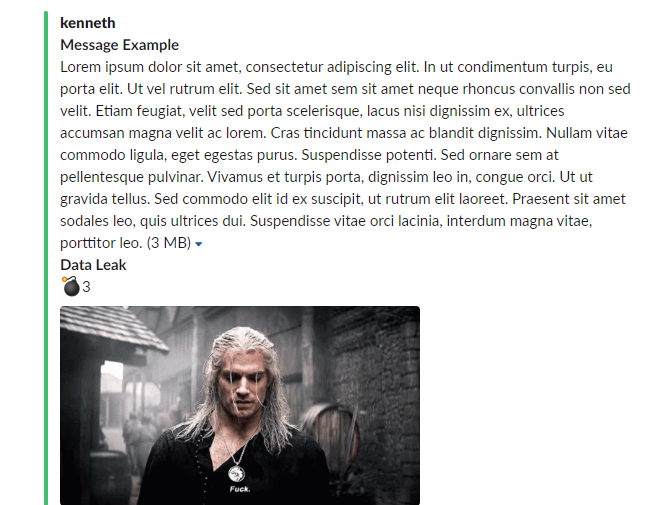 kenneth
Message Example
Lorem ipsum dolor sit amet, consectetur adipiscing elit. In ut condimentum turpis, eu
porta elit. Ut vel rutrum elit. Sed sit amet sem sit amet neque rhoncus convallis non sed
velit. Etiam feugiat, velit sed porta scelerisque, lacus nisi dignissim ex, ultrices
accumsan magna velit ac lorem. Cras tincidunt massa ac blandit dignissim. Nullam vitae
commodo ligula, eget egestas purus. Suspendisse potenti. Sed ornare sem at
pellentesque pulvinar. Vivamus et turpis porta, dignissim leo in, congue orci. Ut ut
gravida tellus. Sed commodo elit id ex suscipit, ut rutrum elit laoreet. Praesent sit amet
sodales leo, quis ultrices dui. Suspendisse vitae orci lacinia, interdum magna vitae,
porttitor leo. (3 MB)
Data Leak
3
Fuck.